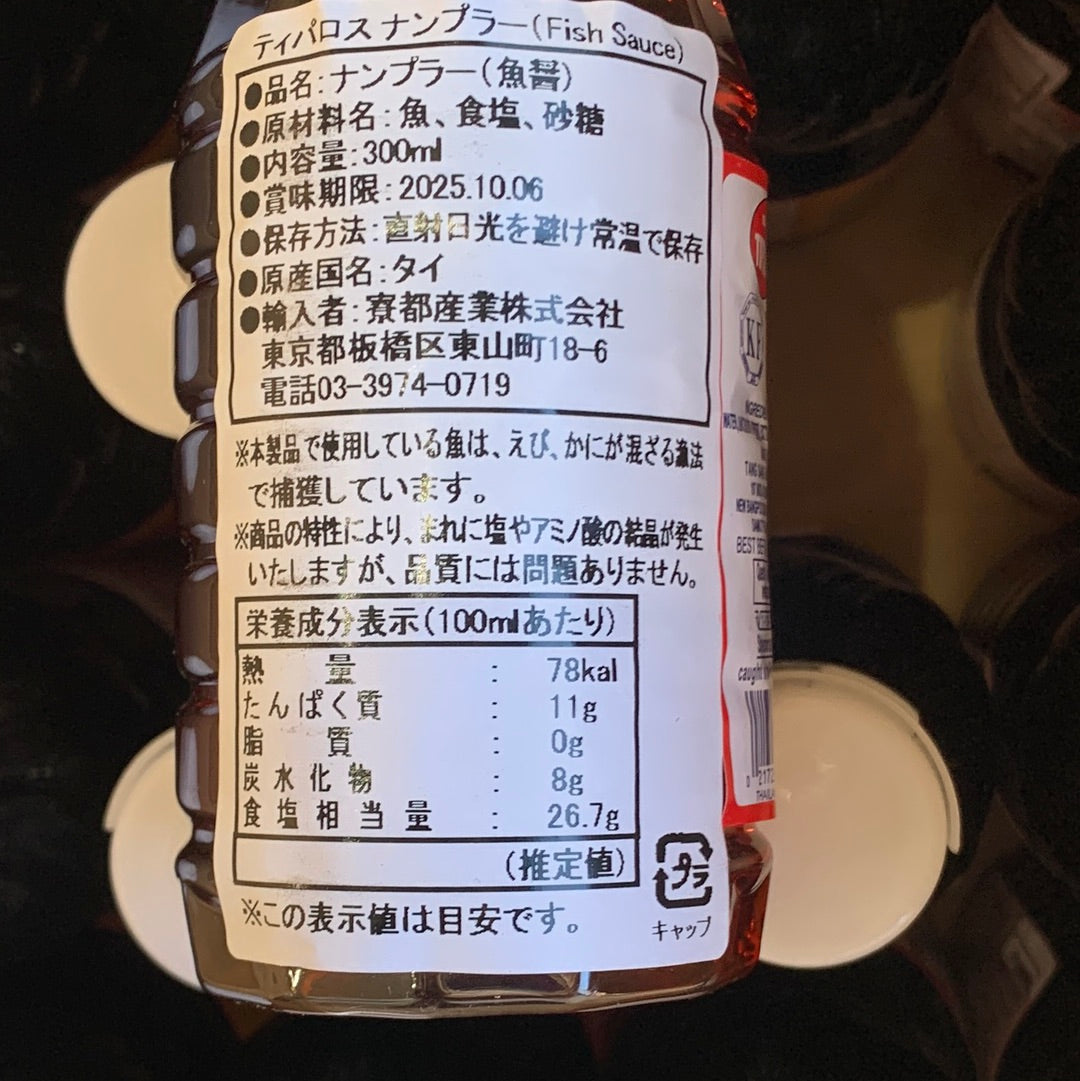 ティパロス ナンプラー(Fish Sauce)
●品名:ナンプラー(魚醤)
●原材料名:魚、食塩、砂糖
●内容量:300ml
●賞味期限:2025.10.06
●保存方法:直射日光を避け常温で保存
●原産国名:タイ
●輸入者:寮都産業株式会社
東京都板橋区東山町18-6
電話03-3974-0719
※本製品で使用している魚は、えび、かにが混ざる漁法
で捕獲しています。
※商品の特性により、まれに塩やアミノ酸の結晶が発生
いたしますが、品質には問題ありません。
栄養成分表示(100mlあたり)
熱量:78kal
たんぱく質:11g
脂質:0g
炭水化物:8g
食塩相当量:26.7g
(推定値)
※この表示値は目安です。
プラ
キャップ
KF
BEST
caught